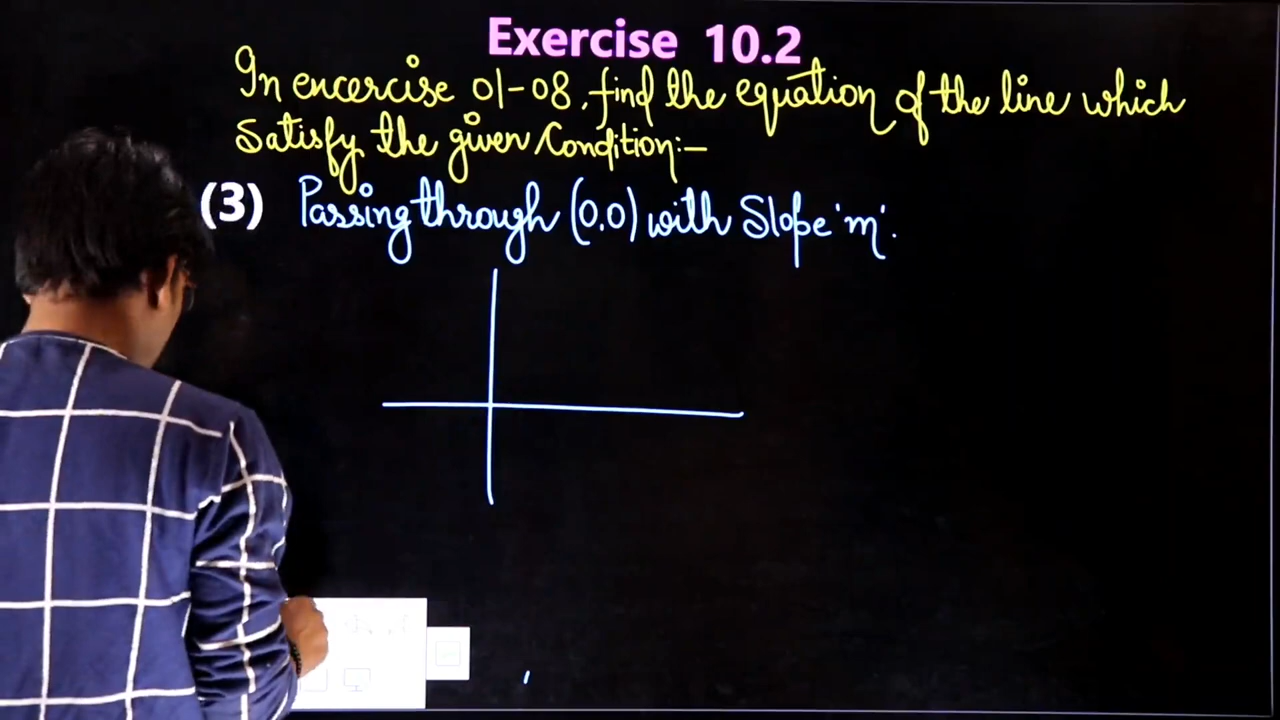 Exercise 10.2
In encercise 01-08, find the equation of the line which
Satisfy the given Condition:-
(3) Passing through (0.0) with Slope 'm'.